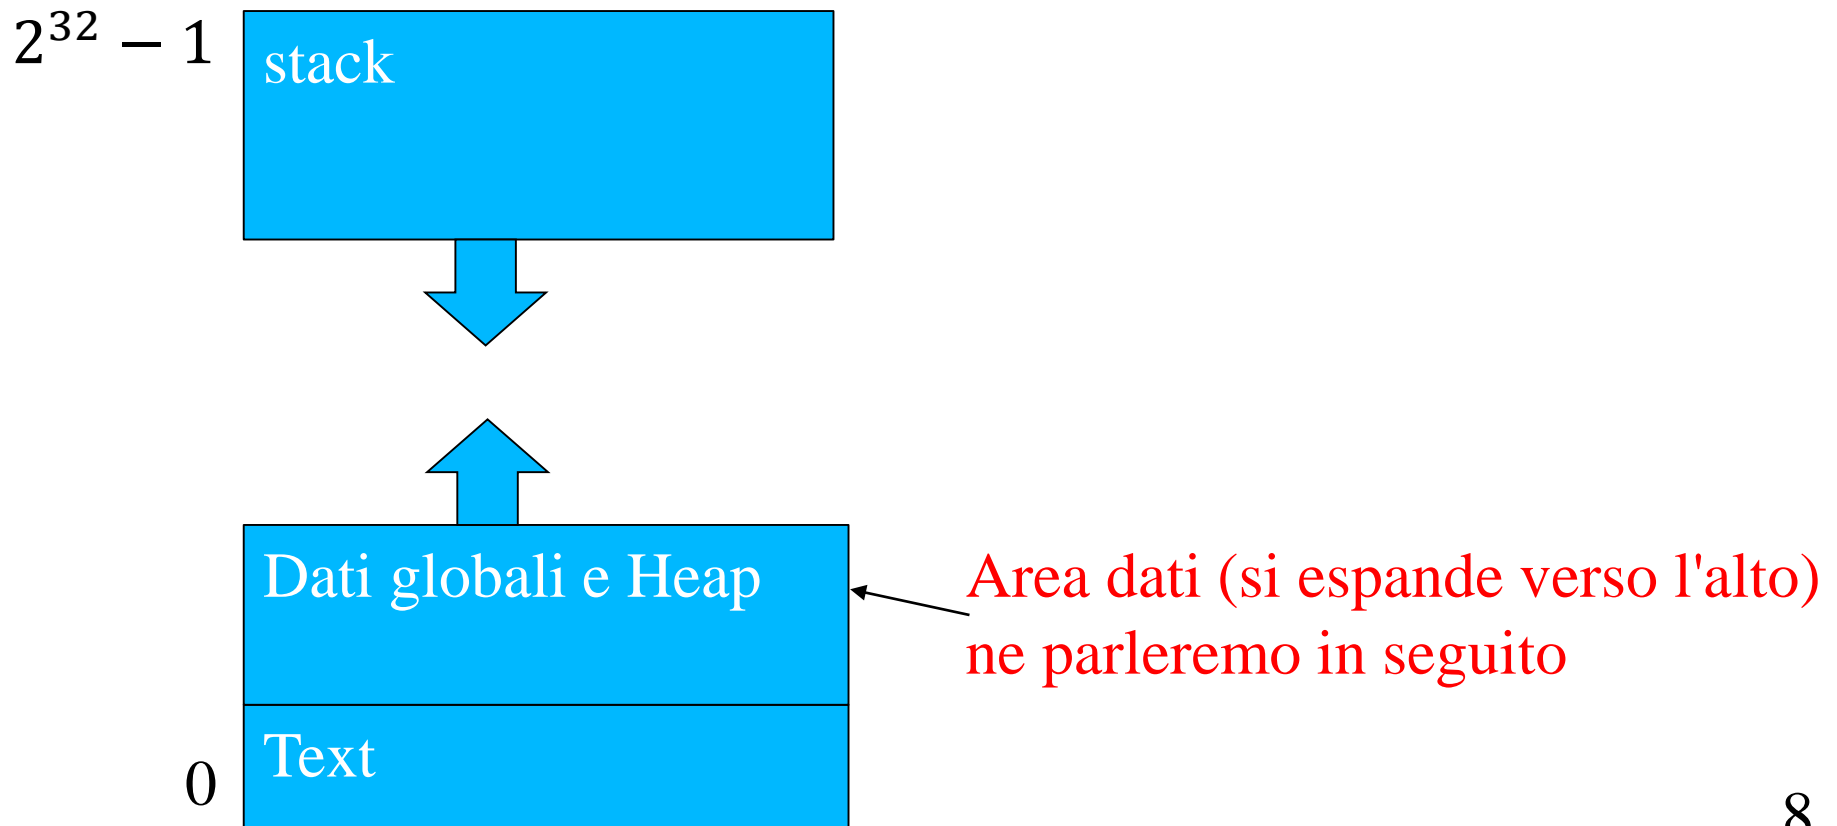 2³² − 1
stack
Dati globali e Heap
Area dati (si espande verso l'alto)
ne parleremo in seguito
Text
0
8